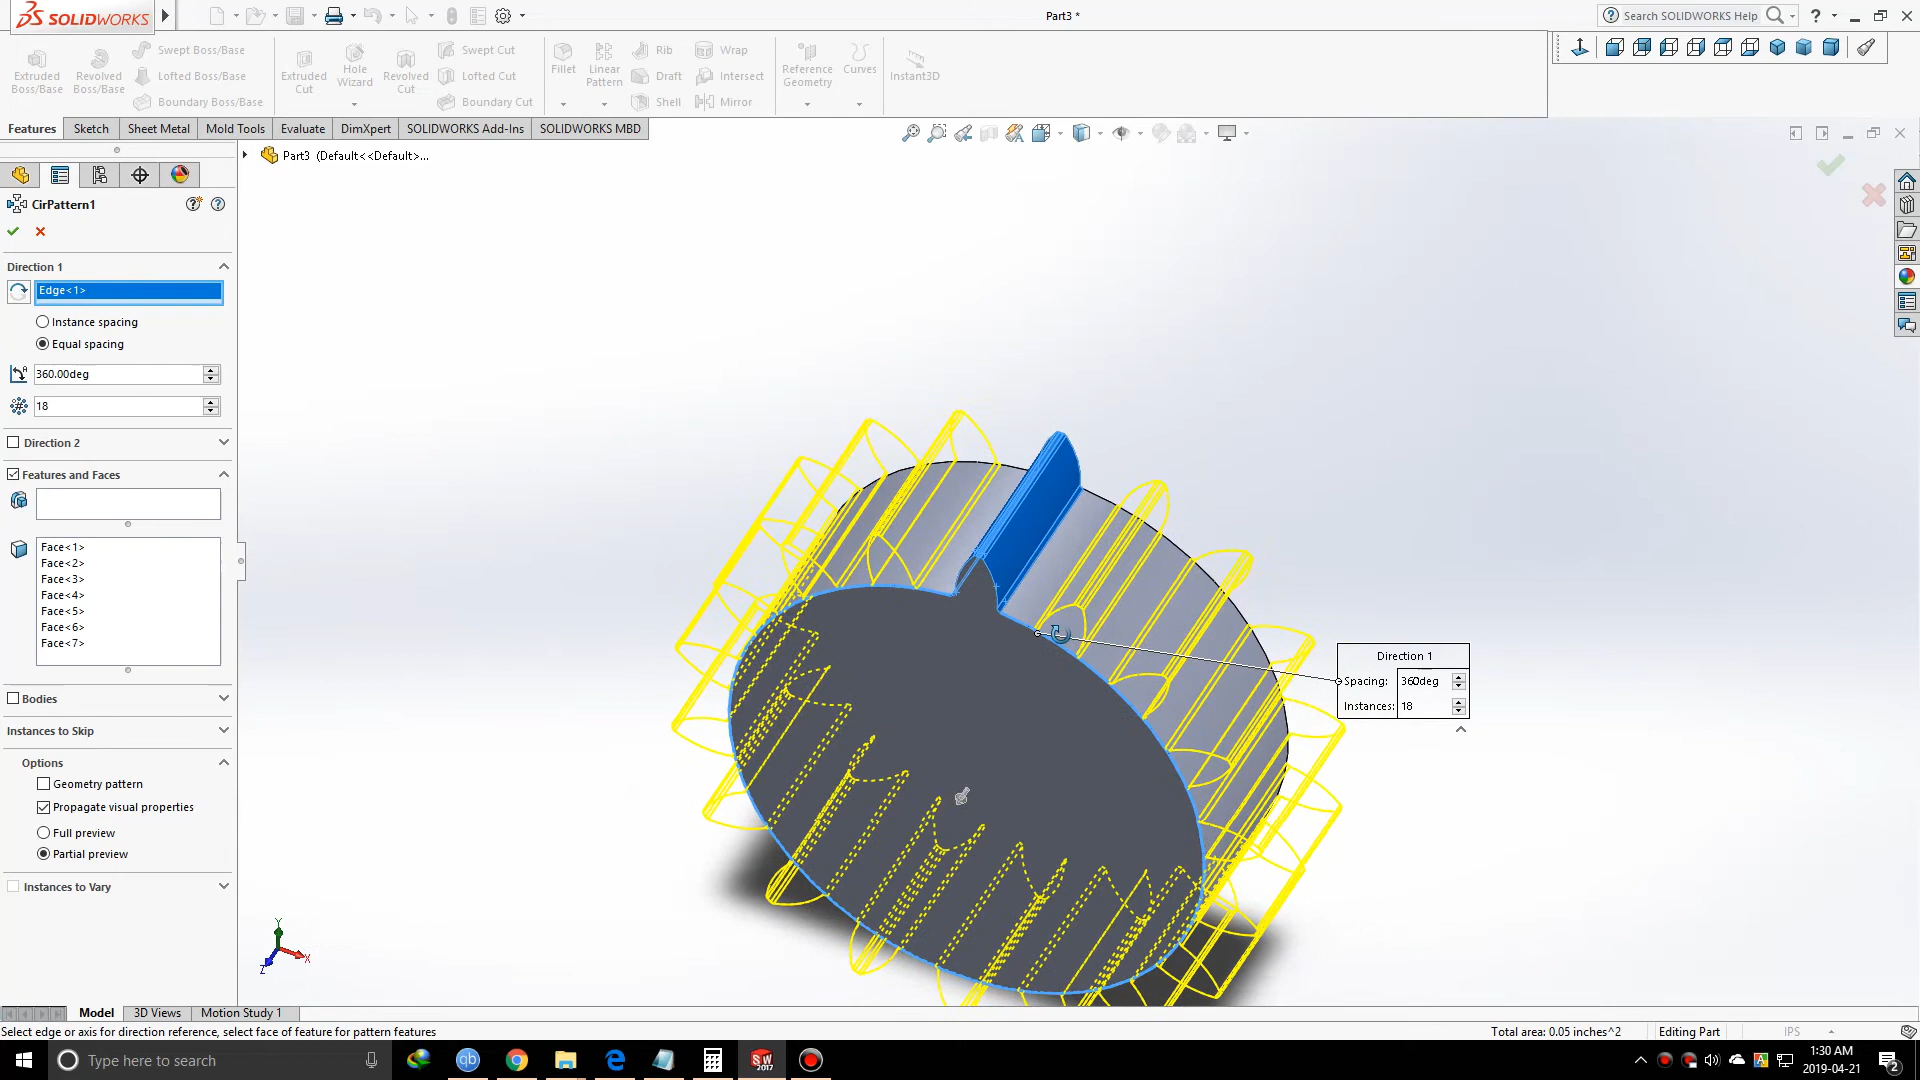 SOLIDWORKS
Part3 *
Search SOLIDWORKS Help
Extruded Boss/Base
Revolved Boss/Base
Swept Boss/Base
Lofted Boss/Base
Boundary Boss/Base
Extruded Cut
Hole Wizard
Revolved Cut
Swept Cut
Lofted Cut
Boundary Cut
Fillet
Linear Pattern
Rib
Draft
Shell
Wrap
Intersect
Mirror
Reference Geometry
Curves
Instant3D
Features
Sketch
Sheet Metal
Mold Tools
Evaluate
DimXpert
SOLIDWORKS Add-Ins
SOLIDWORKS MBD
Part3 (Default<<Default>...
CirPattern1
Direction 1
Edge<1>
Instance spacing
Equal spacing
360.00deg
18
Direction 2
Features and Faces
Face<1>
Face<2>
Face<3>
Face<4>
Face<5>
Face<6>
Face<7>
Bodies
Instances to Skip
Options
Geometry pattern
Propagate visual properties
Full preview
Partial preview
Instances to Vary
Direction 1
Spacing: 360deg
Instances: 18
Y
X
Z
Model
3D Views
Motion Study 1
Select edge or axis for direction reference, select face of feature for pattern features
Total area: 0.05 inches^2
Editing Part
IPS
Type here to search
qb
SW
2017
1:30 AM
2019-04-21
2